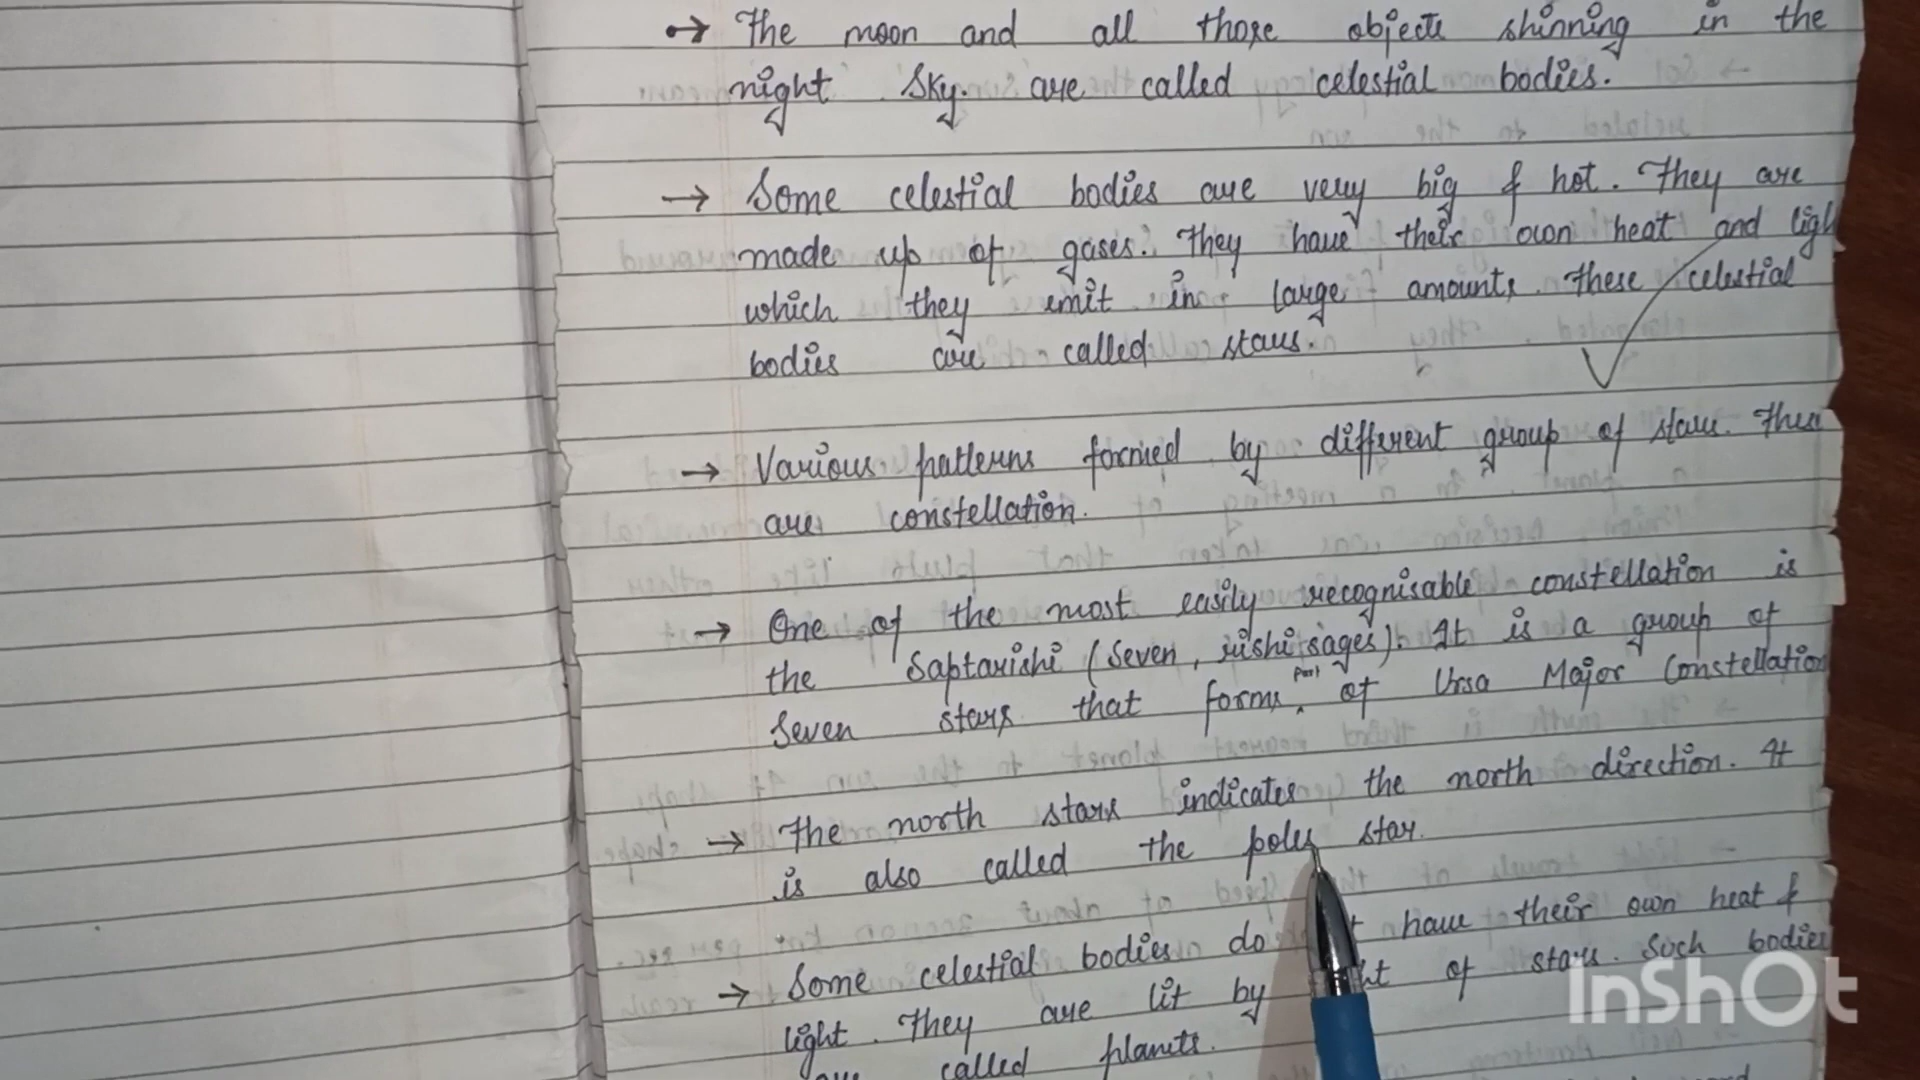 → The moon and all those objects shinning in the
night sky. are called celestial bodies.
→ Some celestial bodies are very big & hot. They are
made up of gases. They have their own heat and ligh
which they emit in large amounts. These celestial
bodies are called stars.
→ Various patterns formed by different group of stars. These
are constellation.
→ One of the most easily recognisable constellation is
the Saptarishi (Seven, rishi sages). It is a group of
Seven stars that forms part of Ursa Major Constellation
→ The north stars indicates the north direction. It
is also called the pole star.
→ Some celestial bodies do have their own heat &
light. They are lit by of stars. Such bodies
are called planets.
InShOt